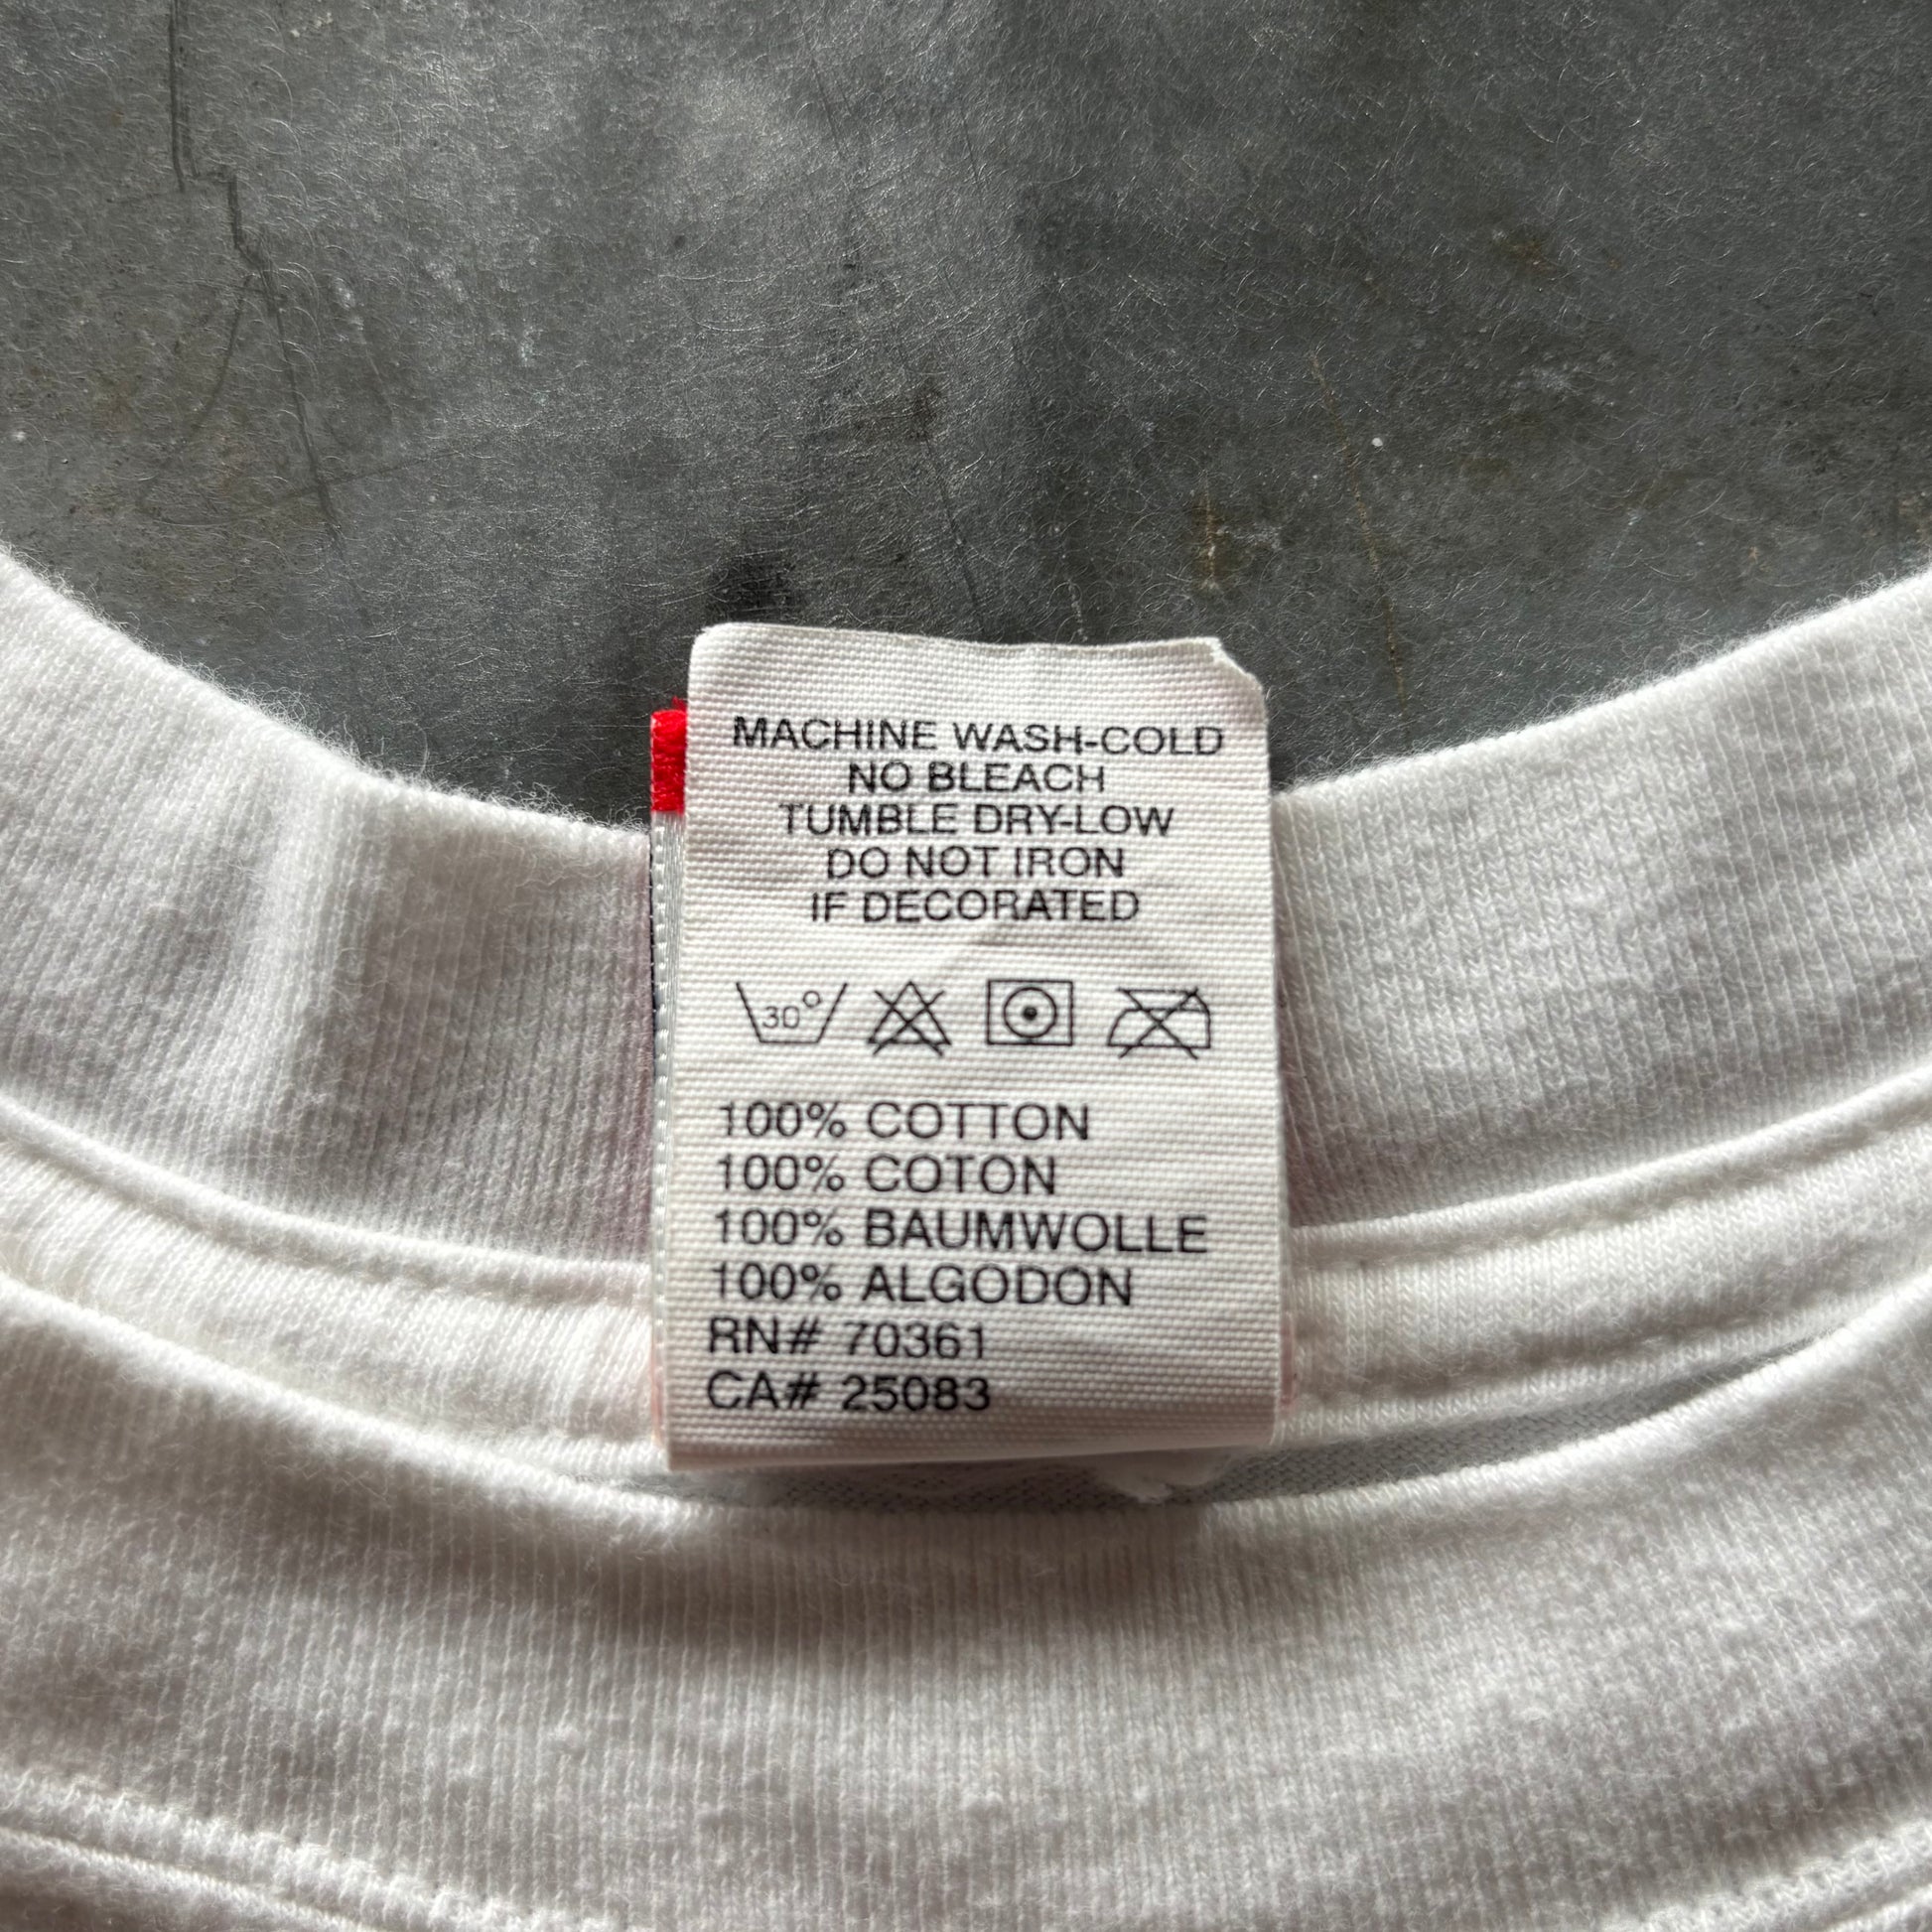 MACHINE WASH-COLD
NO BLEACH
TUMBLE DRY-LOW
DO NOT IRON
IF DECORATED
30°
100% COTTON
100% COTON
100% BAUMWOLLE
100% ALGODON
RN# 70361
CA# 25083